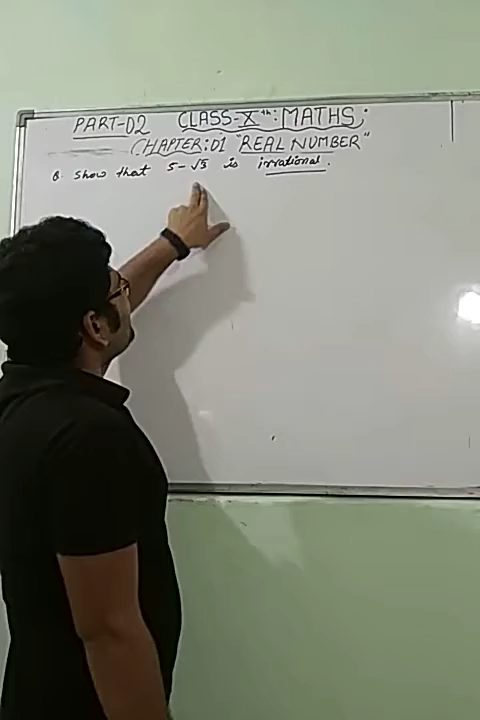 PART-02 CLASS-Xth: MATHS;
CHAPTER:01 "REAL NUMBER"
Q. Show that 5-√3 is irrational.